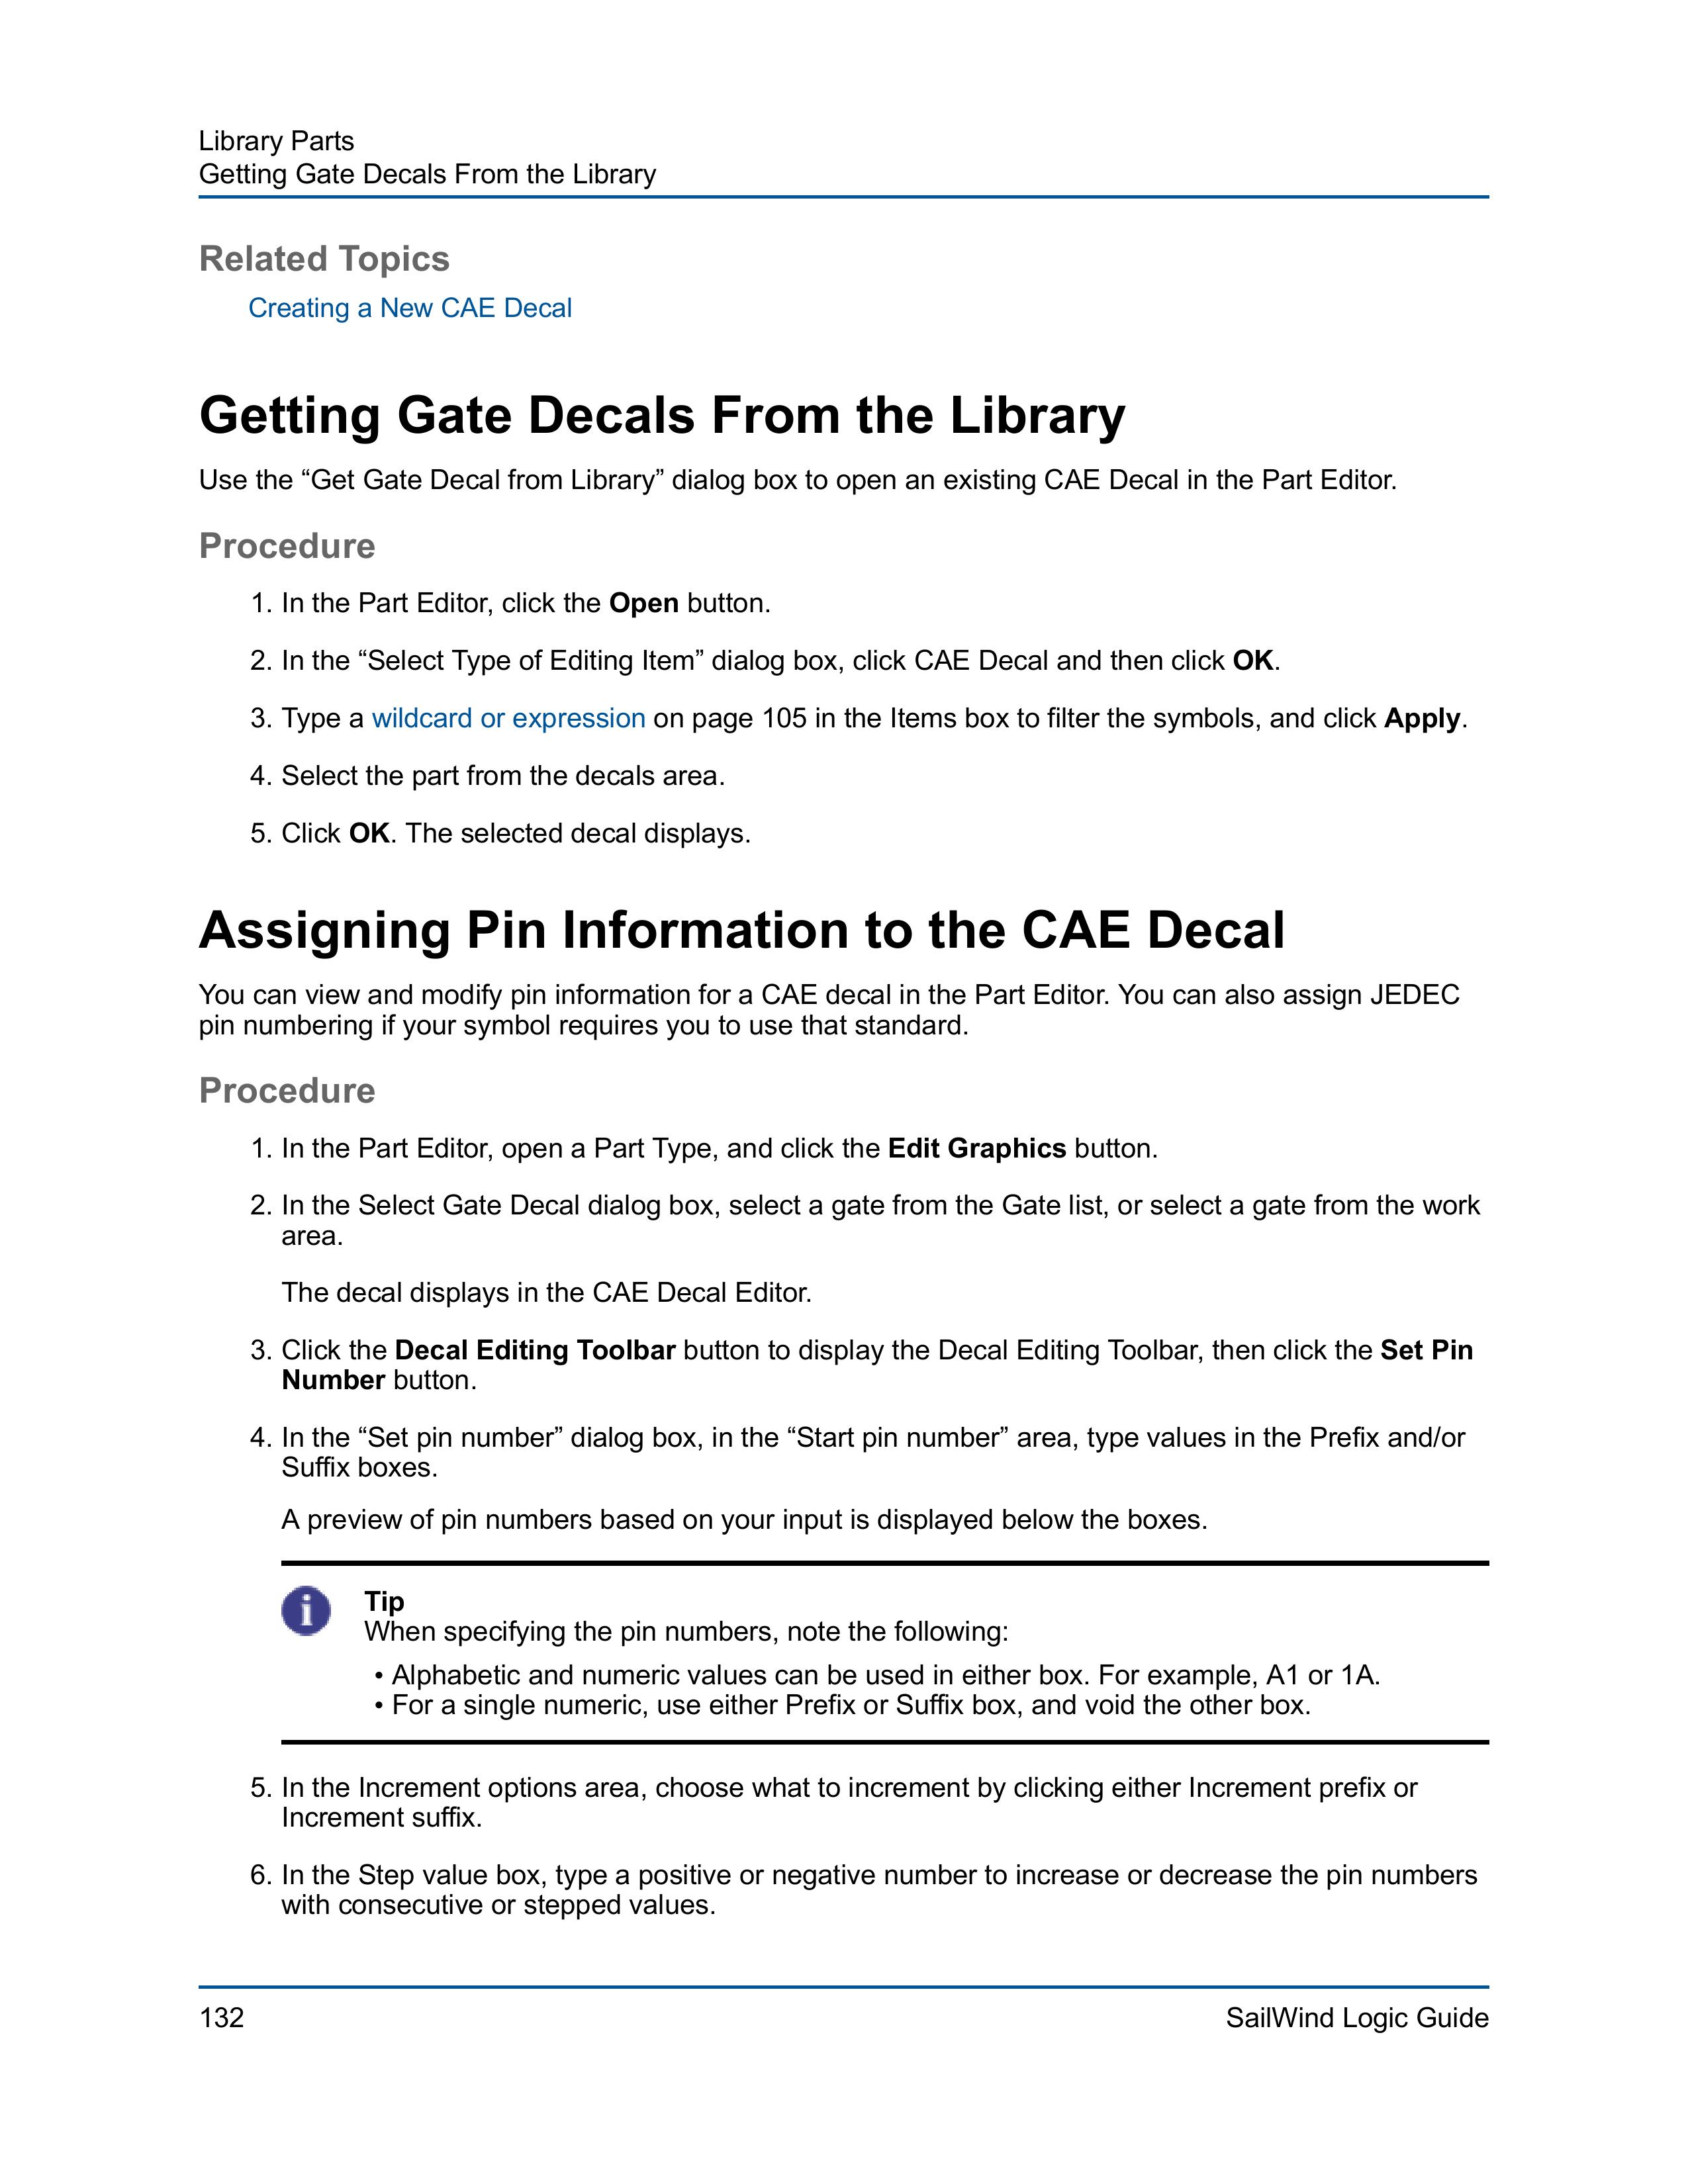 Library Parts
Getting Gate Decals From the Library
Related Topics
Creating a New CAE Decal
Getting Gate Decals From the Library
Use the “Get Gate Decal from Library” dialog box to open an existing CAE Decal in the Part Editor.
Procedure
1. In the Part Editor, click the Open button.
2. In the “Select Type of Editing Item” dialog box, click CAE Decal and then click OK.
3. Type a wildcard or expression on page 105 in the Items box to filter the symbols, and click Apply.
4. Select the part from the decals area.
5. Click OK. The selected decal displays.
Assigning Pin Information to the CAE Decal
You can view and modify pin information for a CAE decal in the Part Editor. You can also assign JEDEC
pin numbering if your symbol requires you to use that standard.
Procedure
1. In the Part Editor, open a Part Type, and click the Edit Graphics button.
2. In the Select Gate Decal dialog box, select a gate from the Gate list, or select a gate from the work
area.
The decal displays in the CAE Decal Editor.
3. Click the Decal Editing Toolbar button to display the Decal Editing Toolbar, then click the Set Pin
Number button.
4. In the “Set pin number” dialog box, in the “Start pin number” area, type values in the Prefix and/or
Suffix boxes.
A preview of pin numbers based on your input is displayed below the boxes.
Tip
When specifying the pin numbers, note the following:
• Alphabetic and numeric values can be used in either box. For example, A1 or 1A.
• For a single numeric, use either Prefix or Suffix box, and void the other box.
5. In the Increment options area, choose what to increment by clicking either Increment prefix or
Increment suffix.
6. In the Step value box, type a positive or negative number to increase or decrease the pin numbers
with consecutive or stepped values.
132
SailWind Logic Guide